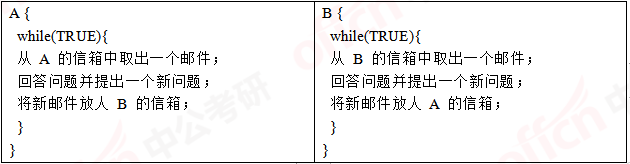 A {
while(TRUE){
从 A 的信箱中取出一个邮件；
回答问题并提出一个新问题；
将新邮件放人 B 的信箱；
}
}
B {
while(TRUE){
从 B 的信箱中取出一个邮件；
回答问题并提出一个新问题；
将新邮件放人 A 的信箱；
}
}